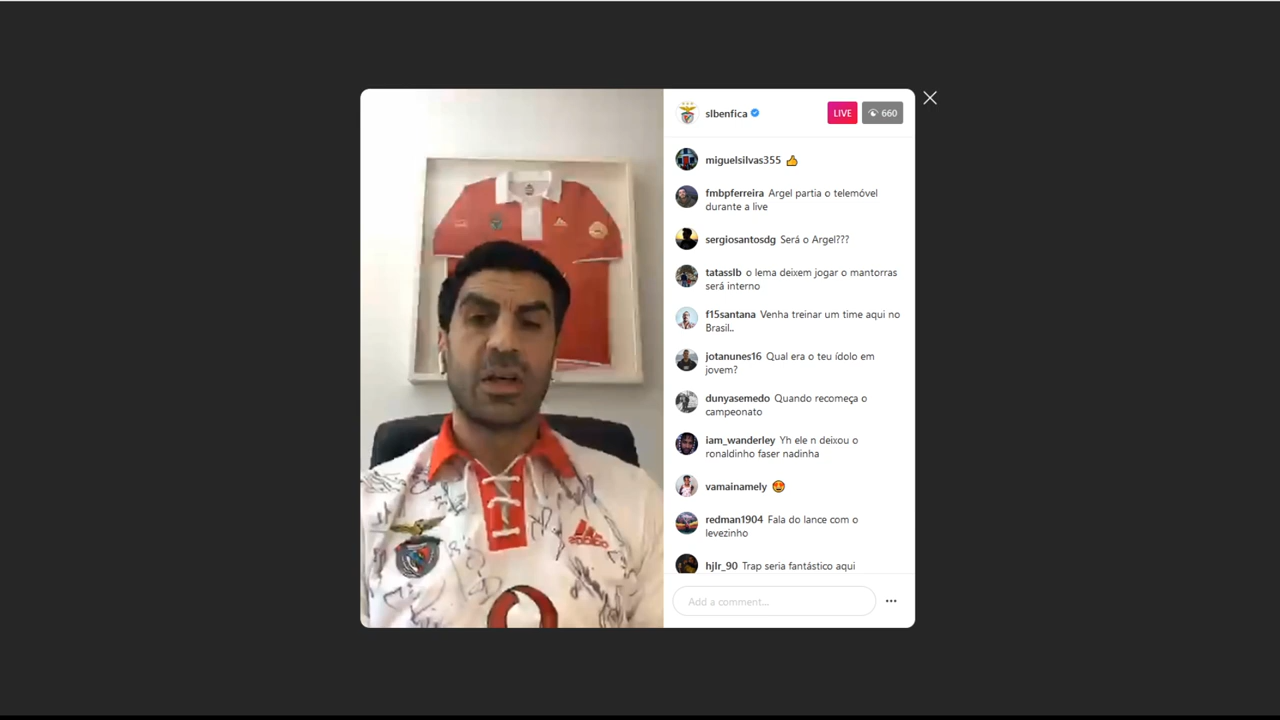 slbenfica
LIVE
660
miguelsilvas355 👍
fmbpferreira Argel partia o telemóvel
durante a live
sergiosantosdg Será o Argel???
tatasslb o lema deixem jogar o mantorras
será interno
f15santana Venha treinar um time aqui no
Brasil..
jotanunes16 Qual era o teu ídolo em
jovem?
dunyasemedo Quando recomeça o
campeonato
iam_wanderley Yh ele n deixou o
ronaldinho faser nadinha
vamainamely 😍
redman1904 Fala do lance com o
levezinho
hjlr_90 Trap seria fantástico aqui
Add a comment...
adidas